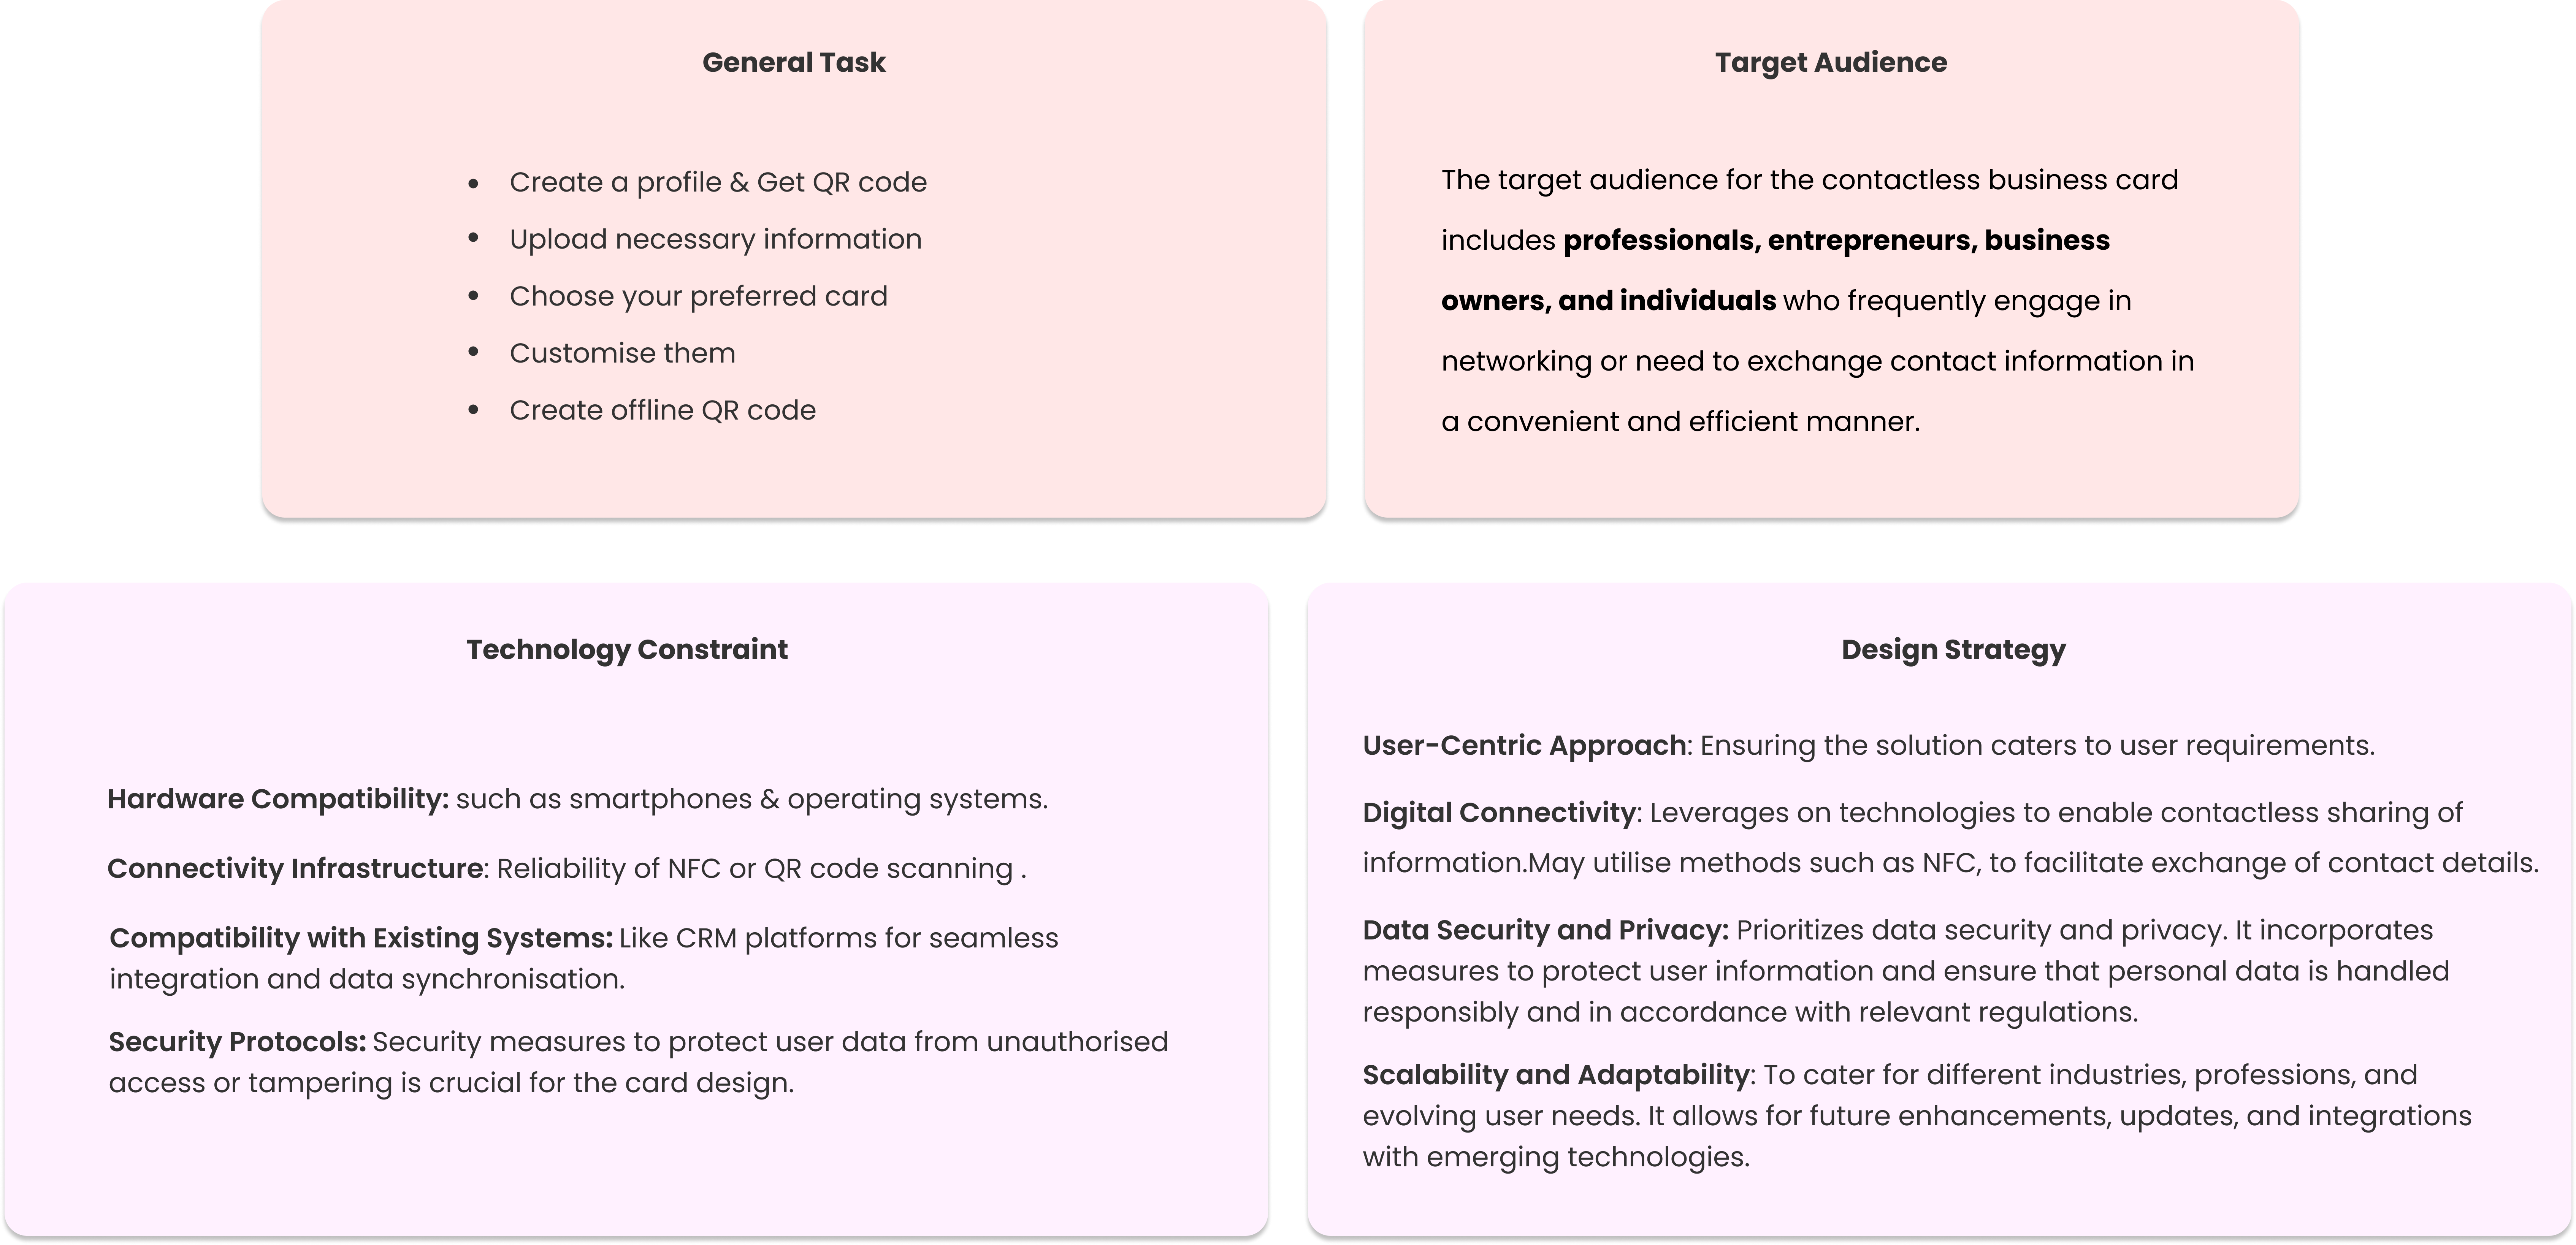 General Task
• Create a profile & Get QR code
• Upload necessary information
• Choose your preferred card
• Customise them
• Create offline QR code
Target Audience
The target audience for the contactless business card
includes professionals, entrepreneurs, business
owners, and individuals who frequently engage in
networking or need to exchange contact information in
a convenient and efficient manner.
Technology Constraint
Hardware Compatibility: such as smartphones & operating systems.
Connectivity Infrastructure: Reliability of NFC or QR code scanning .
Compatibility with Existing Systems: Like CRM platforms for seamless
integration and data synchronisation.
Security Protocols: Security measures to protect user data from unauthorised
access or tampering is crucial for the card design.
Design Strategy
User-Centric Approach: Ensuring the solution caters to user requirements.
Digital Connectivity: Leverages on technologies to enable contactless sharing of
information.May utilise methods such as NFC, to facilitate exchange of contact details.
Data Security and Privacy: Prioritizes data security and privacy. It incorporates
measures to protect user information and ensure that personal data is handled
responsibly and in accordance with relevant regulations.
Scalability and Adaptability: To cater for different industries, professions, and
evolving user needs. It allows for future enhancements, updates, and integrations
with emerging technologies.